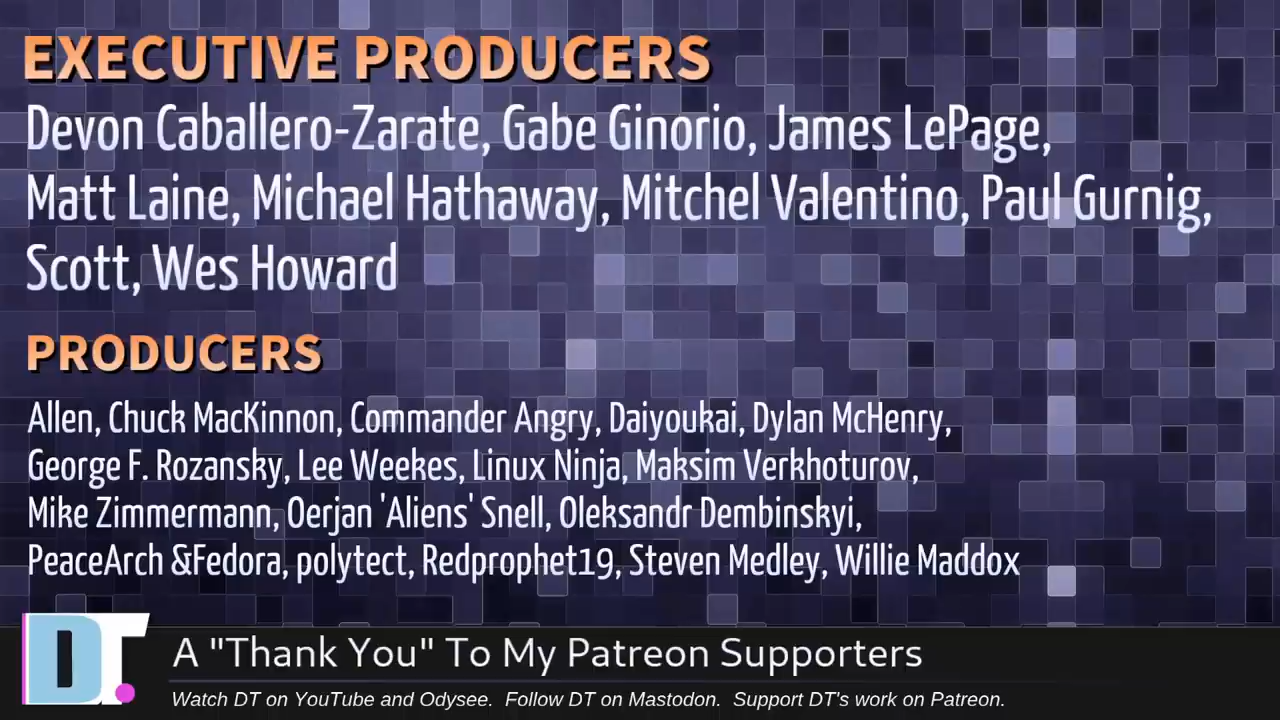 EXECUTIVE PRODUCERS
Devon Caballero-Zarate, Gabe Ginorio, James LePage,
Matt Laine, Michael Hathaway, Mitchel Valentino, Paul Gurnig,
Scott, Wes Howard
PRODUCERS
Allen, Chuck MacKinnon, Commander Angry, Daiyoukai, Dylan McHenry,
George F. Rozansky, Lee Weekes, Linux Ninja, Maksim Verkhoturov,
Mike Zimmermann, Oerjan 'Aliens' Snell, Oleksandr Dembinskyi,
PeaceArch &Fedora, polytect, Redprophet19, Steven Medley, Willie Maddox
DT.
A "Thank You" To My Patreon Supporters
Watch DT on YouTube and Odysee. Follow DT on Mastodon. Support DT's work on Patreon.